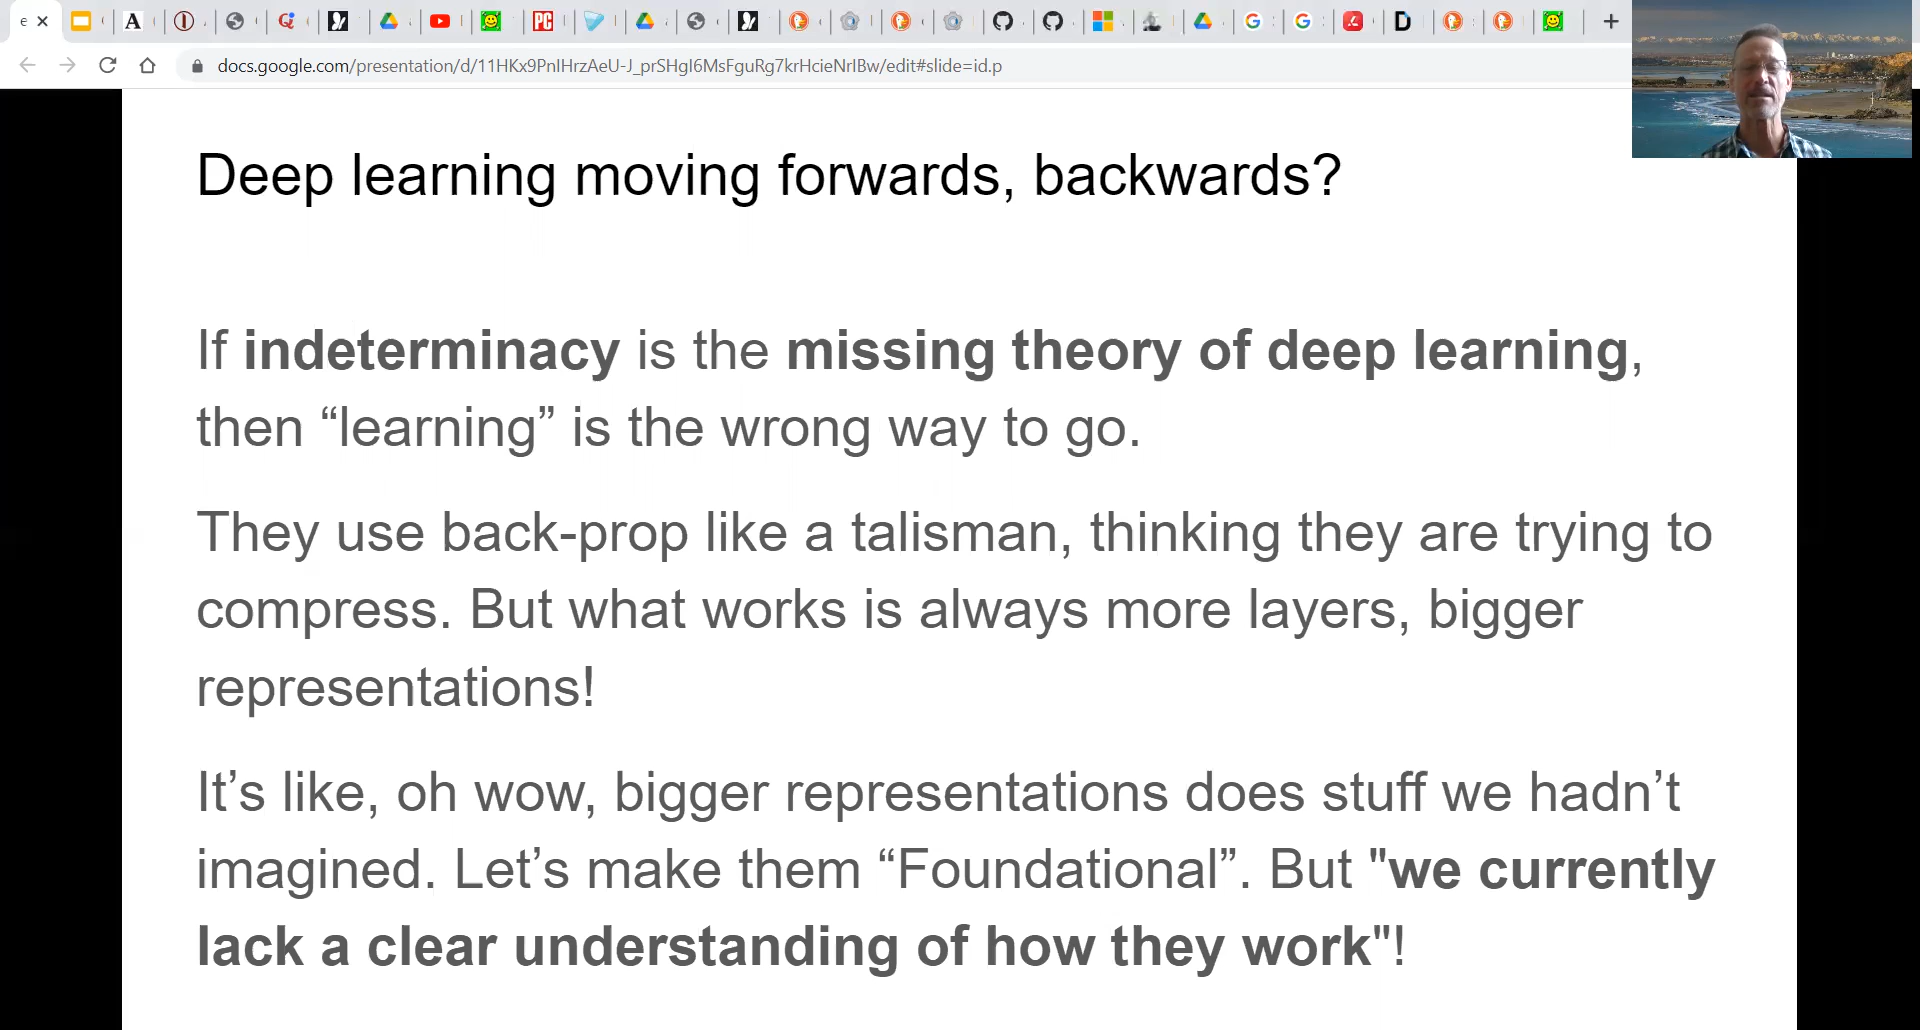 e
A
PC
D
docs.google.com/presentation/d/11HKx9PnIHrzAeU-J_prSHgI6MsFguRg7krHcieNrIBw/edit#slide=id.p
Deep learning moving forwards, backwards?
If indeterminacy is the missing theory of deep learning,
then “learning” is the wrong way to go.
They use back-prop like a talisman, thinking they are trying to
compress. But what works is always more layers, bigger
representations!
It’s like, oh wow, bigger representations does stuff we hadn’t
imagined. Let’s make them “Foundational”. But "we currently
lack a clear understanding of how they work"!